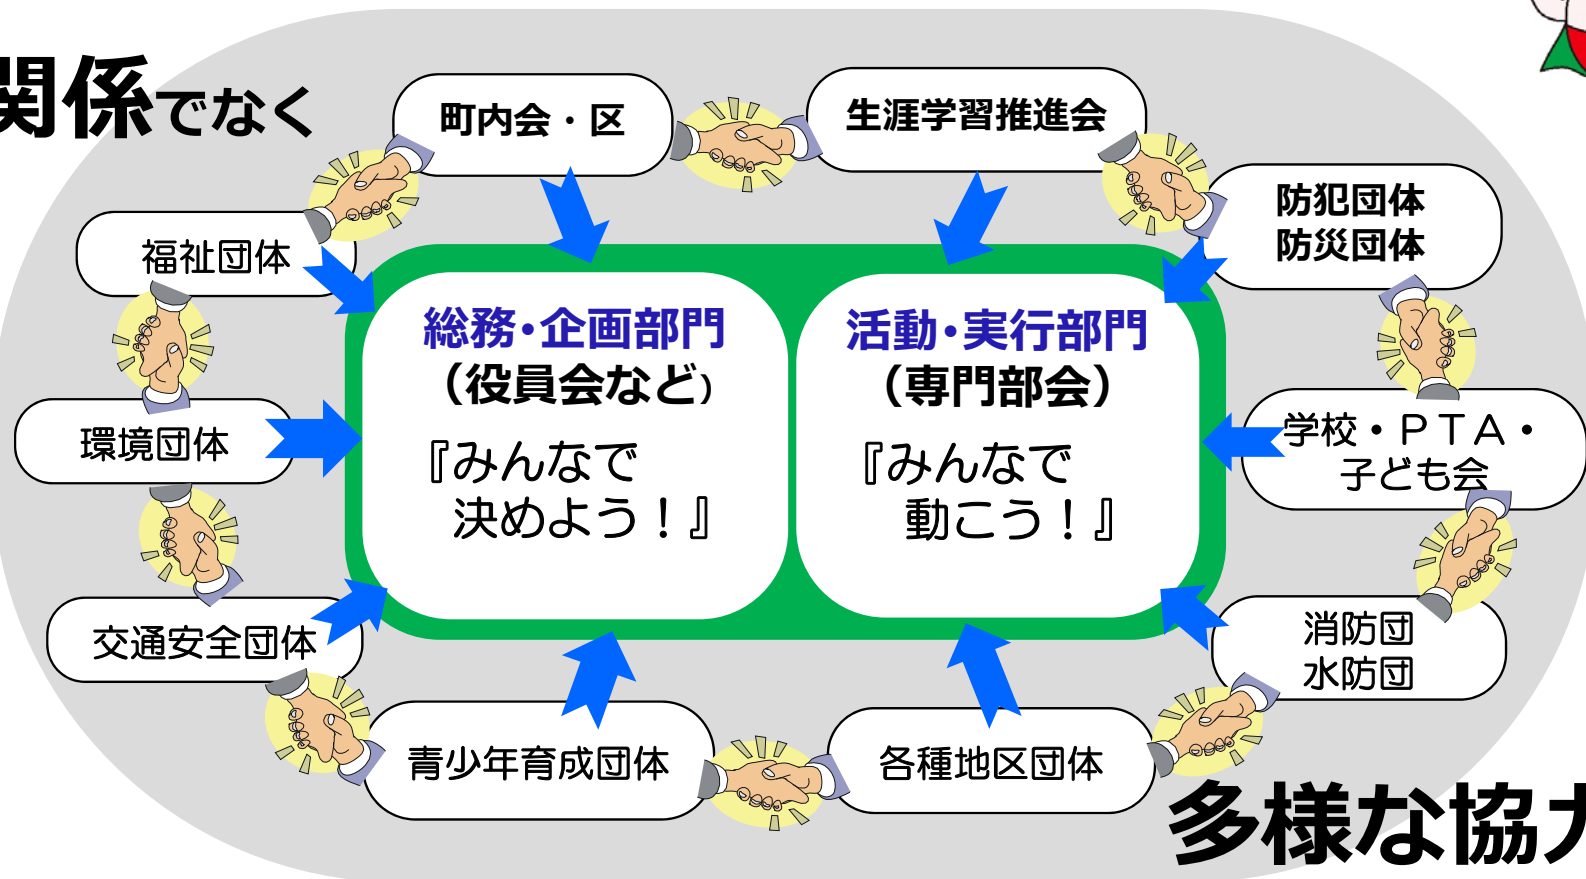 関係でなく
町内会・区
生涯学習推進会
防犯団体
防災団体
福祉団体
総務・企画部門
（役員会など）
『みんなで
決めよう！』
活動・実行部門
（専門部会）
『みんなで
動こう！』
環境団体
学校・ＰＴＡ・
子ども会
交通安全団体
消防団
水防団
青少年育成団体
各種地区団体
多様な協力